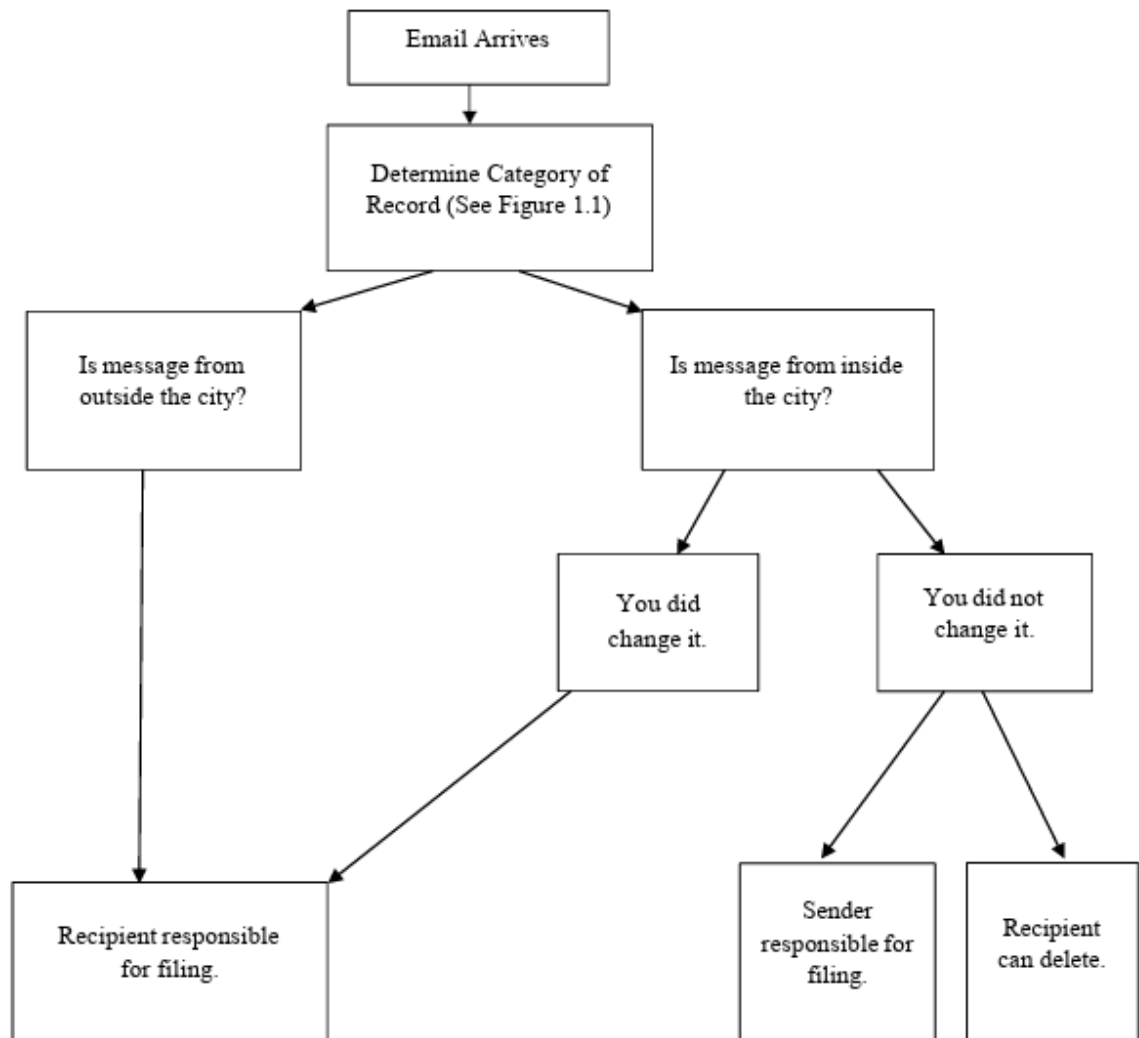 Email Arrives
Determine Category of
Record (See Figure 1.1)
Is message from
outside the city?
Is message from inside
the city?
You did
change it.
You did not
change it.
Recipient responsible
for filing.
Sender
responsible for
filing.
Recipient
can delete.